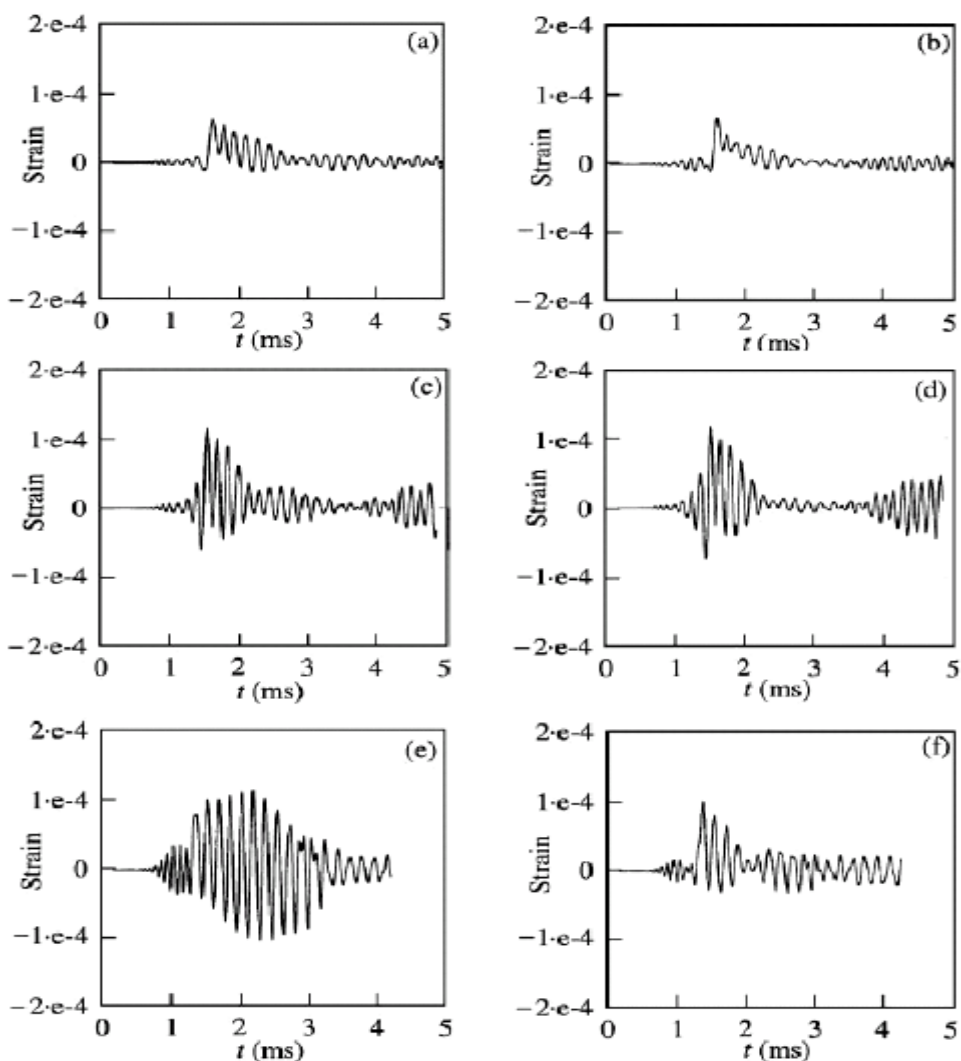 (a)
2·e-4
1·e-4
0
−1·e-4
−2·e-4
Strain
0 1 2 3 4 5
t (ms)
(b)
2·e-4
1·e-4
0
−1·e-4
−2·e-4
Strain
0 1 2 3 4 5
t (ms)
(c)
2·e-4
1·e-4
0
−1·e-4
−2·e-4
Strain
0 1 2 3 4 5
t (ms)
(d)
2·e-4
1·e-4
0
−1·e-4
−2·e-4
Strain
0 1 2 3 4 5
t (ms)
(e)
2·e-4
1·e-4
0
−1·e-4
−2·e-4
Strain
0 1 2 3 4 5
t (ms)
(f)
2·e-4
1·e-4
0
−1·e-4
−2·e-4
Strain
0 1 2 3 4 5
t (ms)